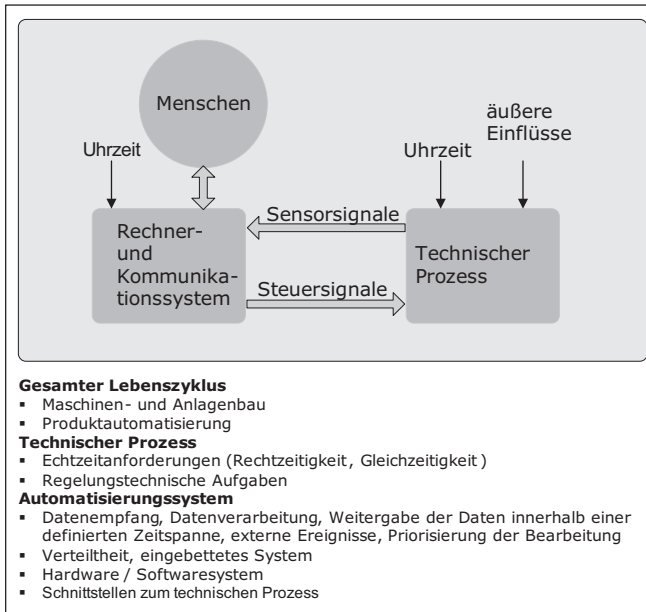 Menschen
äußere
Einflüsse
Uhrzeit
Uhrzeit
Sensorsignale
Rechner-
und
Kommunika-
tionssystem
Technischer
Prozess
Steuersignale
Gesamter Lebenszyklus
▪ Maschinen- und Anlagenbau
▪ Produktautomatisierung
Technischer Prozess
▪ Echtzeitanforderungen (Rechtzeitigkeit, Gleichzeitigkeit)
▪ Regelungstechnische Aufgaben
Automatisierungssystem
▪ Datenempfang, Datenverarbeitung, Weitergabe der Daten innerhalb einer
definierten Zeitspanne, externe Ereignisse, Priorisierung der Bearbeitung
▪ Verteiltheit, eingebettetes System
▪ Hardware / Softwaresystem
▪ Schnittstellen zum technischen Prozess